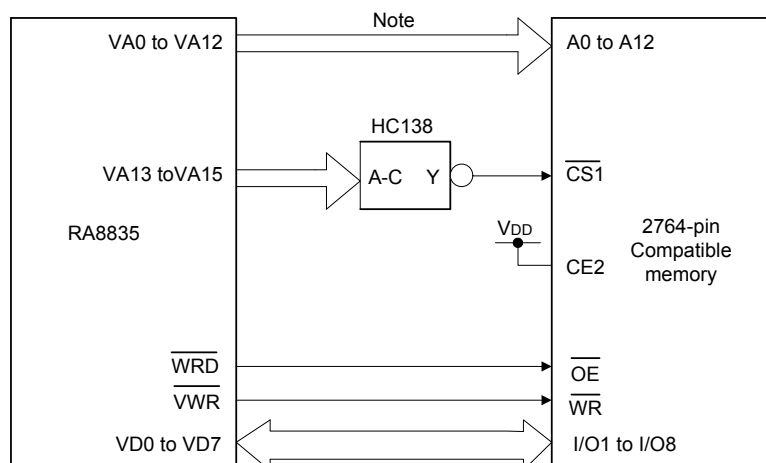 Note
VA0 to VA12
A0 to A12
HC138
VA13 toVA15
A-C Y
CS1
RA8835
VDD
2764-pin
Compatible
memory
CE2
WRD
OE
VWR
WR
VD0 to VD7
I/O1 to I/O8